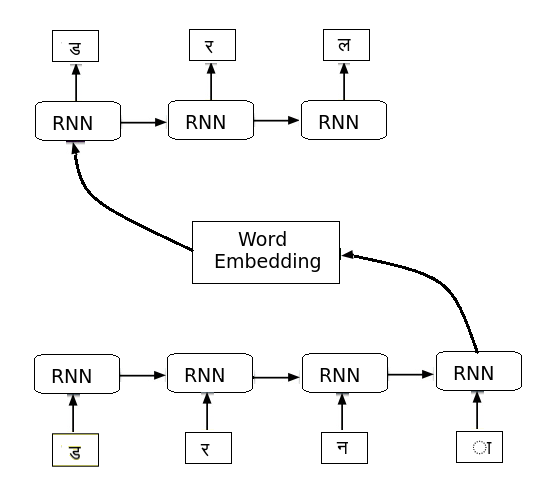 ड र ल
RNN RNN RNN
Word
Embedding
RNN RNN RNN RNN
ड र न ा